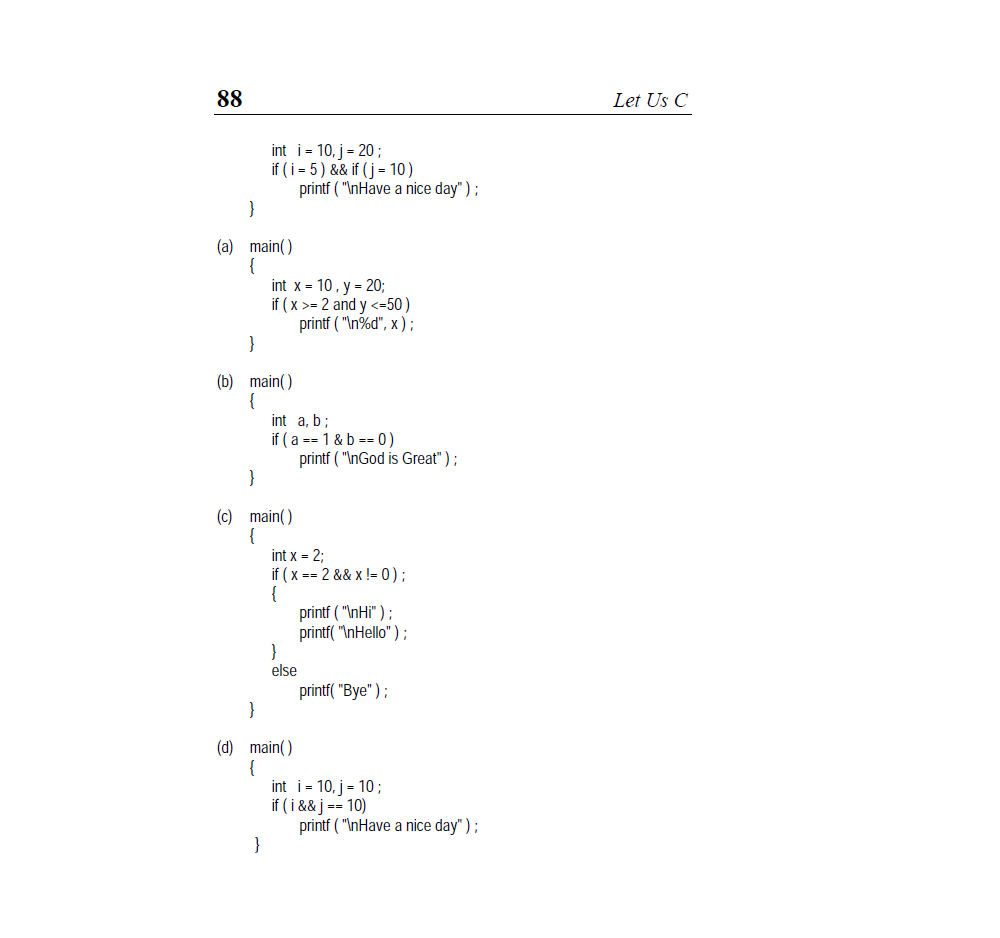 88 Let Us C
int i = 10, j = 20 ;
if ( i = 5 ) && if ( j = 10 )
printf ( "\nHave a nice day" ) ;
}
(a) main( )
{
int x = 10 , y = 20;
if ( x >= 2 and y <=50 )
printf ( "\n%d", x ) ;
}
(b) main( )
{
int a, b ;
if ( a == 1 & b == 0 )
printf ( "\nGod is Great" ) ;
}
(c) main( )
{
int x = 2;
if ( x == 2 && x != 0 ) ;
{
printf ( "\nHi" ) ;
printf( "\nHello" ) ;
}
else
printf( "Bye" ) ;
}
(d) main( )
{
int i = 10, j = 10 ;
if ( i && j == 10)
printf ( "\nHave a nice day" ) ;
}